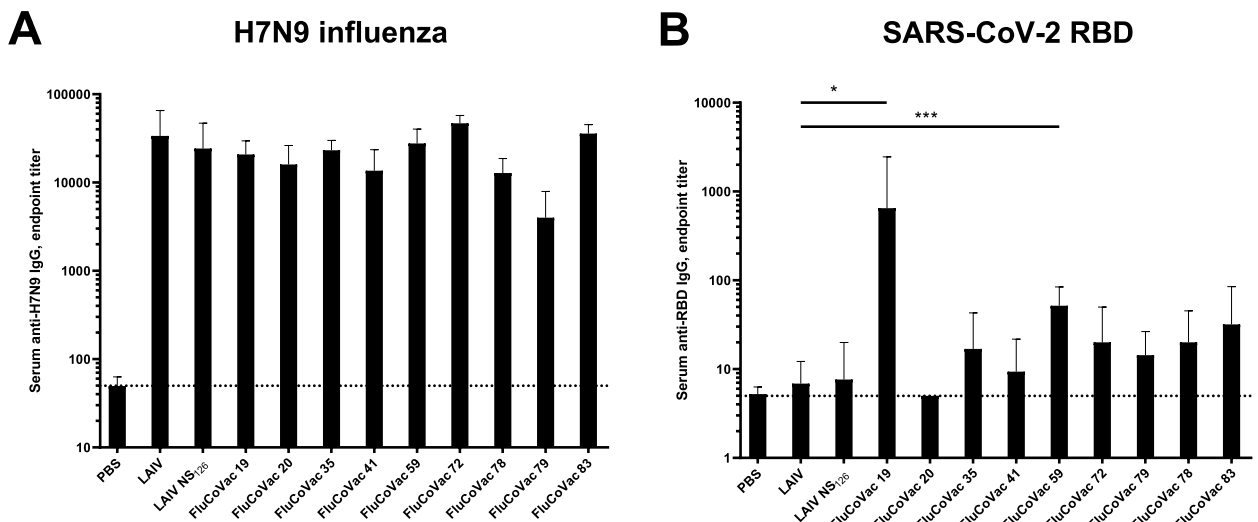 A
H7N9 influenza
Serum anti-H7N9 IgG, endpoint titer
100000
10000
1000
100
10
PBS
LAIV
LAIV NS126
FluCoVac 19
FluCoVac 20
FluCoVac 35
FluCoVac 41
FluCoVac 59
FluCoVac 72
FluCoVac 78
FluCoVac 79
FluCoVac 83
B
SARS-CoV-2 RBD
*
***
Serum anti-RBD IgG, endpoint titer
10000
1000
100
10
1
PBS
LAIV
LAIV NS126
FluCoVac 19
FluCoVac 20
FluCoVac 35
FluCoVac 41
FluCoVac 59
FluCoVac 72
FluCoVac 79
FluCoVac 78
FluCoVac 83